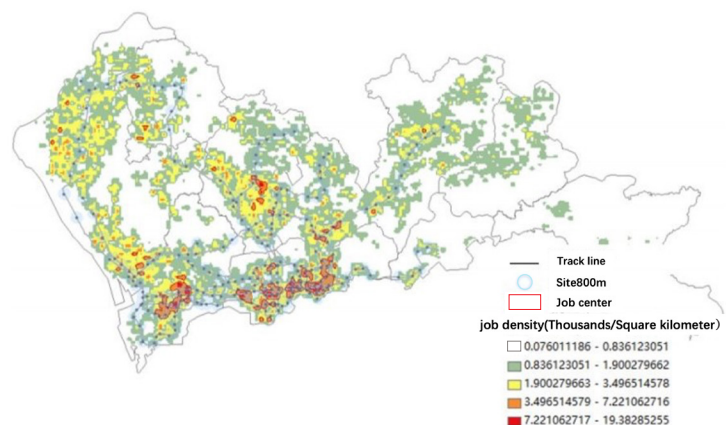 Track line
Site800m
Job center
job density(Thousands/Square kilometer)
0.076011186 - 0.836123051
0.836123051 - 1.900279662
1.900279663 - 3.496514578
3.496514579 - 7.221062716
7.221062717 - 19.38285255